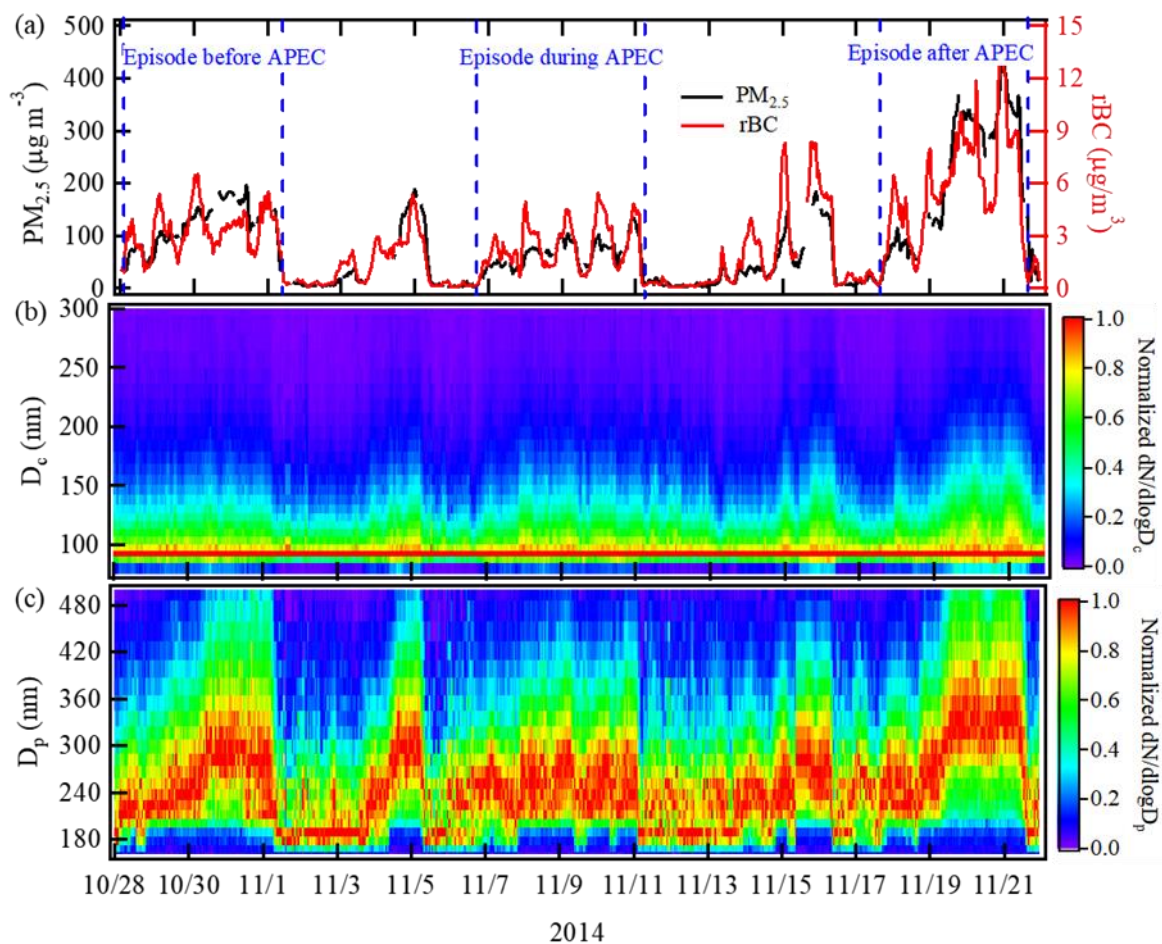 (a)
500
400
300
200
100
0
PM2.5 (μg m-3)
Episode before APEC
Episode during APEC
Episode after APEC
PM2.5
rBC
15
12
9
6
3
0
rBC (μg/m3)
(b)
300
250
200
150
100
Dc (nm)
1.0
0.8
0.6
0.4
0.2
0.0
Normalized dN/dlogDc
(c)
480
420
360
300
240
180
Dp (nm)
1.0
0.8
0.6
0.4
0.2
0.0
Normalized dN/dlogDp
10/28 10/30 11/1 11/3 11/5 11/7 11/9 11/11 11/13 11/15 11/17 11/19 11/21
2014